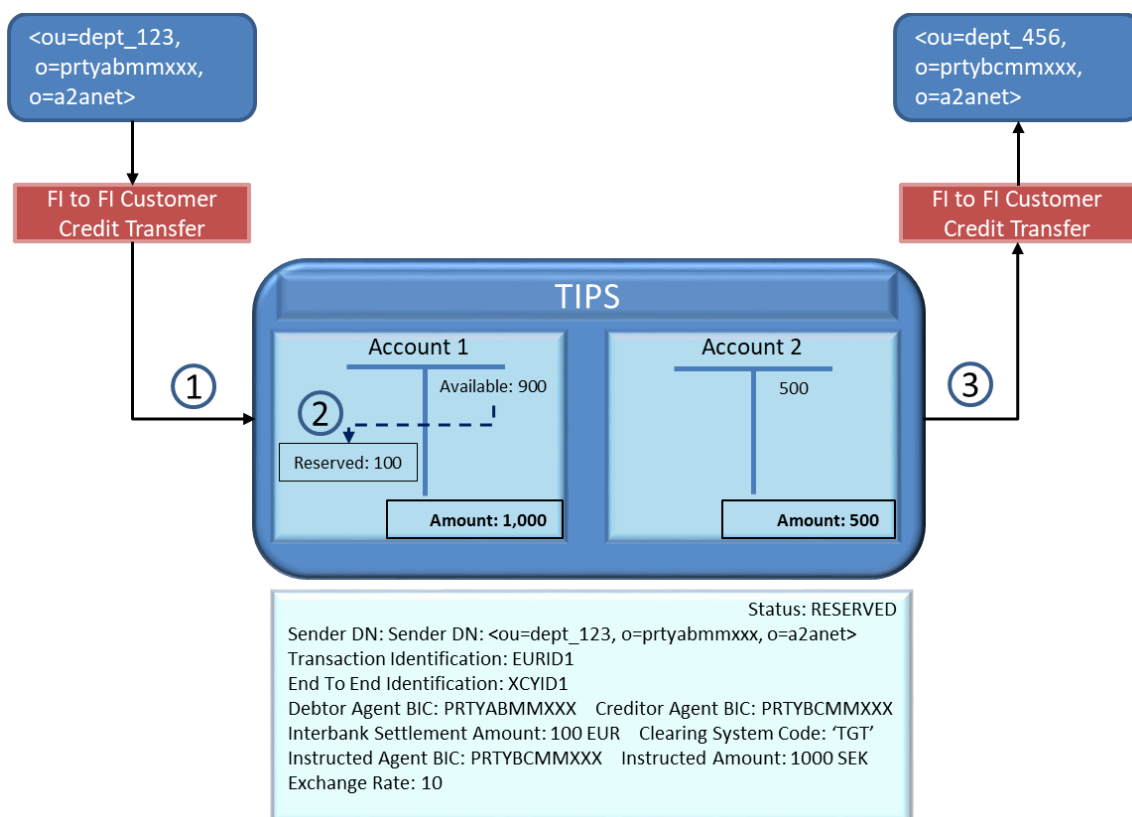 <ou=dept_123,
o=prtyabmmxxx,
o=a2anet>
<ou=dept_456,
o=prtybcmmxxx,
o=a2anet>
FI to FI Customer
Credit Transfer
FI to FI Customer
Credit Transfer
TIPS
Account 1
Available: 900
Reserved: 100
Amount: 1,000
Account 2
500
Amount: 500
1
2
3
Status: RESERVED
Sender DN: Sender DN: <ou=dept_123, o=prtyabmmxxx, o=a2anet>
Transaction Identification: EURID1
End To End Identification: XCYID1
Debtor Agent BIC: PRTYABMMXXX Creditor Agent BIC: PRTYBCMMXXX
Interbank Settlement Amount: 100 EUR Clearing System Code: ‘TGT’
Instructed Agent BIC: PRTYBCMMXXX Instructed Amount: 1000 SEK
Exchange Rate: 10